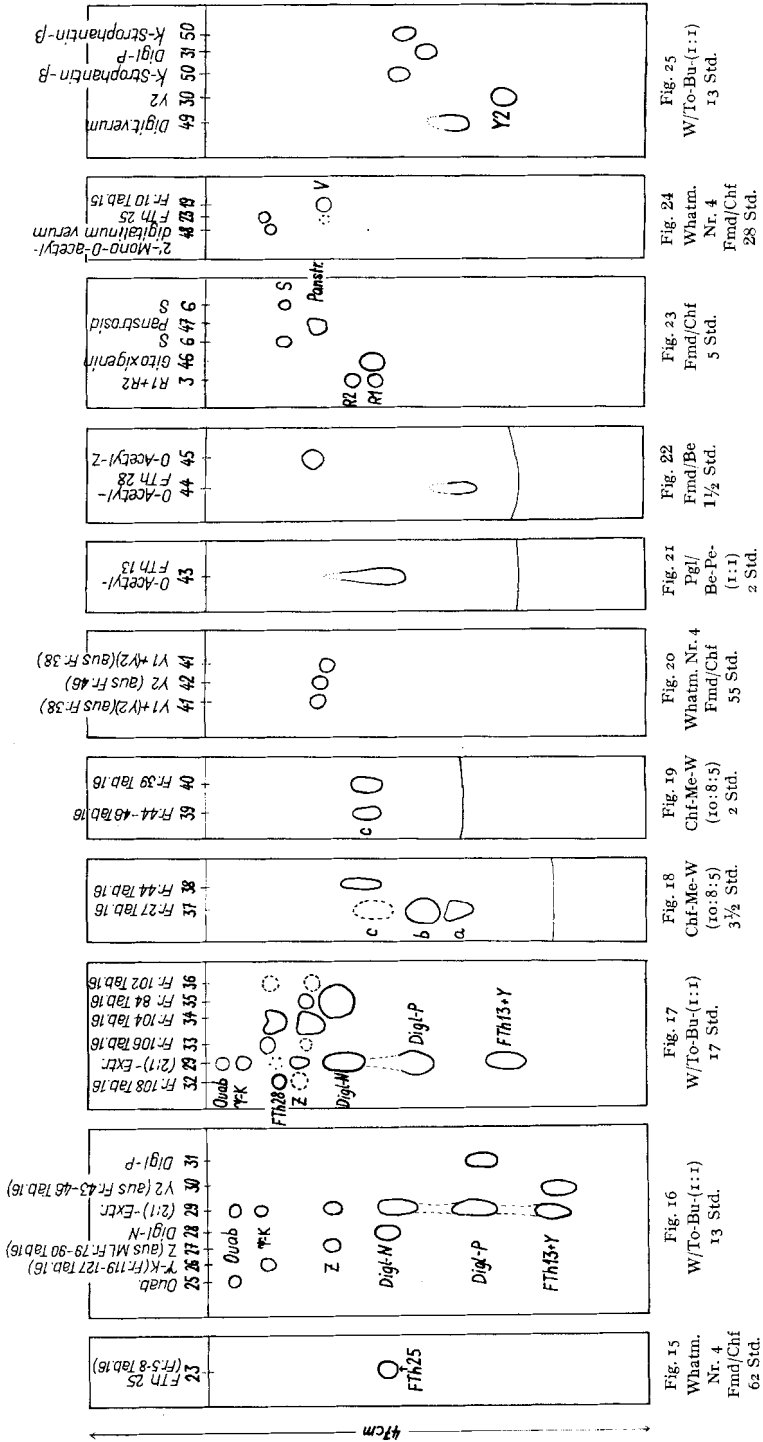 47cm
FTh 25
(Fr.5-8 Tab.16)
23
FTh25
Fig. 15
Whatm.
Nr. 4
Fmd/Chf
62 Std.
Ouab.
Ψ-K (Fr.119-127 Tab.16)
Z (aus ML Fr.79-90 Tab 16)
Digl-N
(2:1)-Extr.
Y2 (aus Fr.43-46 Tab.16)
Digl-P
25 26 27 28 29 30 31
Ouab
Ψ-K
Z
Digl-N
Digl-P
FTh13+Y
Fig. 16
W/To-Bu-(1:1)
13 Std.
Fr.108 Tab.16
(2:1)-Extr.
Fr.106 Tab.16
Fr.104 Tab.16
Fr. 84 Tab.16
Fr.102 Tab.16
32 29 33 34 35 36
Ouab
Ψ-K
FTh28
Z
Digl-N
Digl-P
FTh13+Y
Fig. 17
W/To-Bu-(1:1)
17 Std.
Fr.27 Tab.16
Fr.44 Tab.16
37 38
c
b
a
Fig. 18
Chf-Me-W
(10:8:5)
3½ Std.
Fr.44-46 Tab.16
Fr.39 Tab.16
39 40
c
Fig. 19
Chf-Me-W
(10:8:5)
2 Std.
Y1+(Y2)(aus Fr.38)
Y2 (aus Fr.46)
Y1+(Y2)(aus Fr.38)
41 42 41
Fig. 20
Whatm. Nr. 4
Fmd/Chf
55 Std.
O-Acetyl-
FTh 13
43
Fig. 21
Pgl/
Be-Pe-
(1:1)
2 Std.
O-Acetyl-
FTh 28
O-Acetyl-Z
44 45
Fig. 22
Fmd/Be
1½ Std.
R1+R2
Gitoxigenin
S
Panstrosid
S
3 46 6 47 6
R2
R1
S
Panstr.
Fig. 23
Fmd/Chf
5 Std.
2'-Mono-O-acetyl-
digitalinum verum
FTh 25
Fr.10 Tab.15
48 23 19
V
Fig. 24
Whatm.
Nr. 4
Fmd/Chf
28 Std.
Digit.verum
Y2
K-Strophantin-β
Digl-P
K-Strophantin-β
49 30 50 31 50
Y2
Fig. 25
W/To-Bu-(1:1)
13 Std.